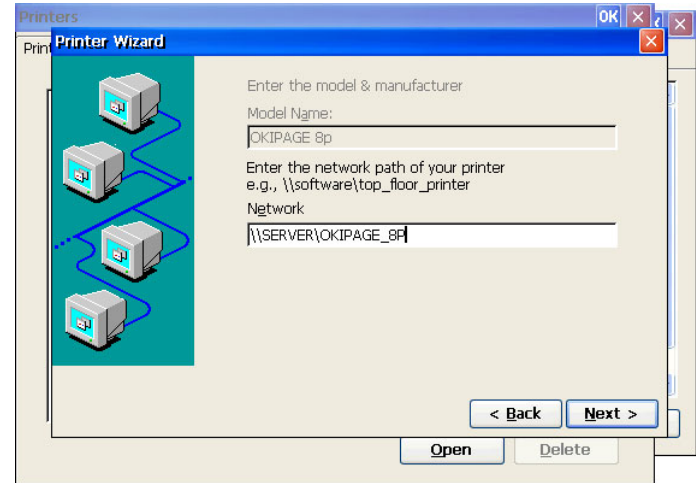 Printers
OK
Print
Printer Wizard
Enter the model & manufacturer
Model Name:
OKIPAGE 8p
Enter the network path of your printer
e.g., \\software\top_floor_printer
Network
\\SERVER\OKIPAGE_8P
< Back
Next >
Open
Delete